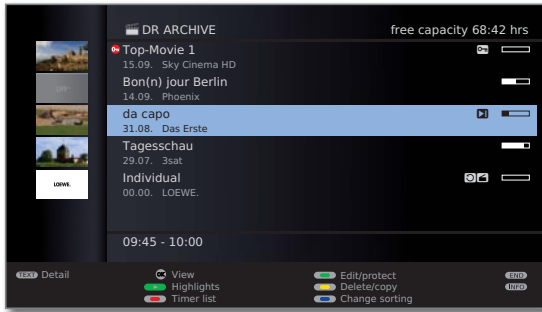 DR ARCHIVE free capacity 68:42 hrs
Top-Movie 1
15.09. Sky Cinema HD
Bon(n) jour Berlin
14.09. Phoenix
da capo
31.08. Das Erste
Tagesschau
29.07. 3sat
LOEWE.
Individual
00.00. LOEWE.
09:45 - 10:00
TEXT Detail OK View Edit/protect END
Highlights Delete/copy INFO
Timer list Change sorting